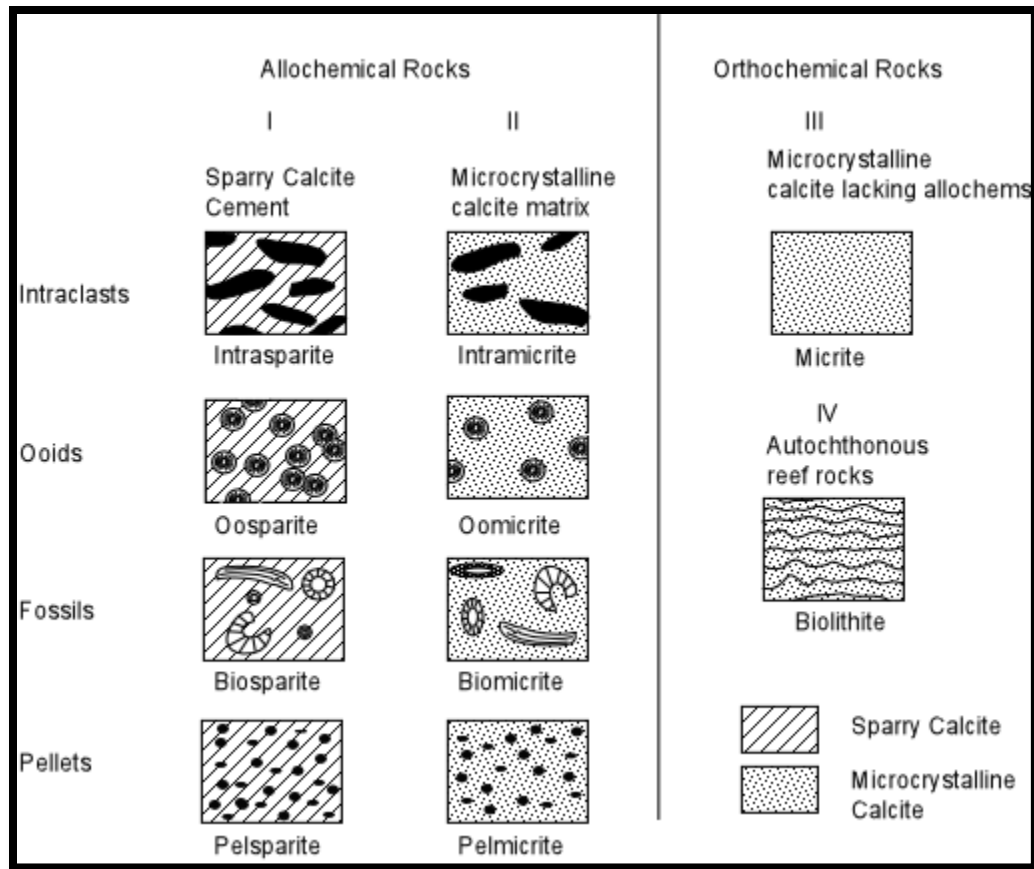 Allochemical Rocks
Orthochemical Rocks
I
II
III
Sparry Calcite
Cement
Microcrystalline
calcite matrix
Microcrystalline
calcite lacking allochems
Intraclasts
Intrasparite
Intramicrite
Micrite
Ooids
Oosparite
Oomicrite
IV
Autochthonous
reef rocks
Biolithite
Fossils
Biosparite
Biomicrite
Pellets
Pelsparite
Pelmicrite
Sparry Calcite
Microcrystalline
Calcite